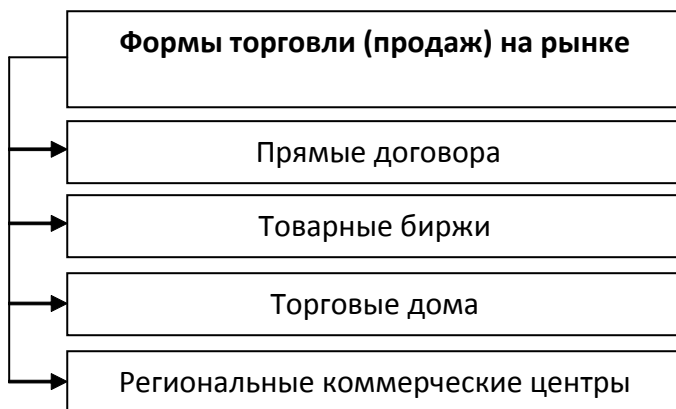 Формы торговли (продаж) на рынке
Прямые договора
Товарные биржи
Торговые дома
Региональные коммерческие центры